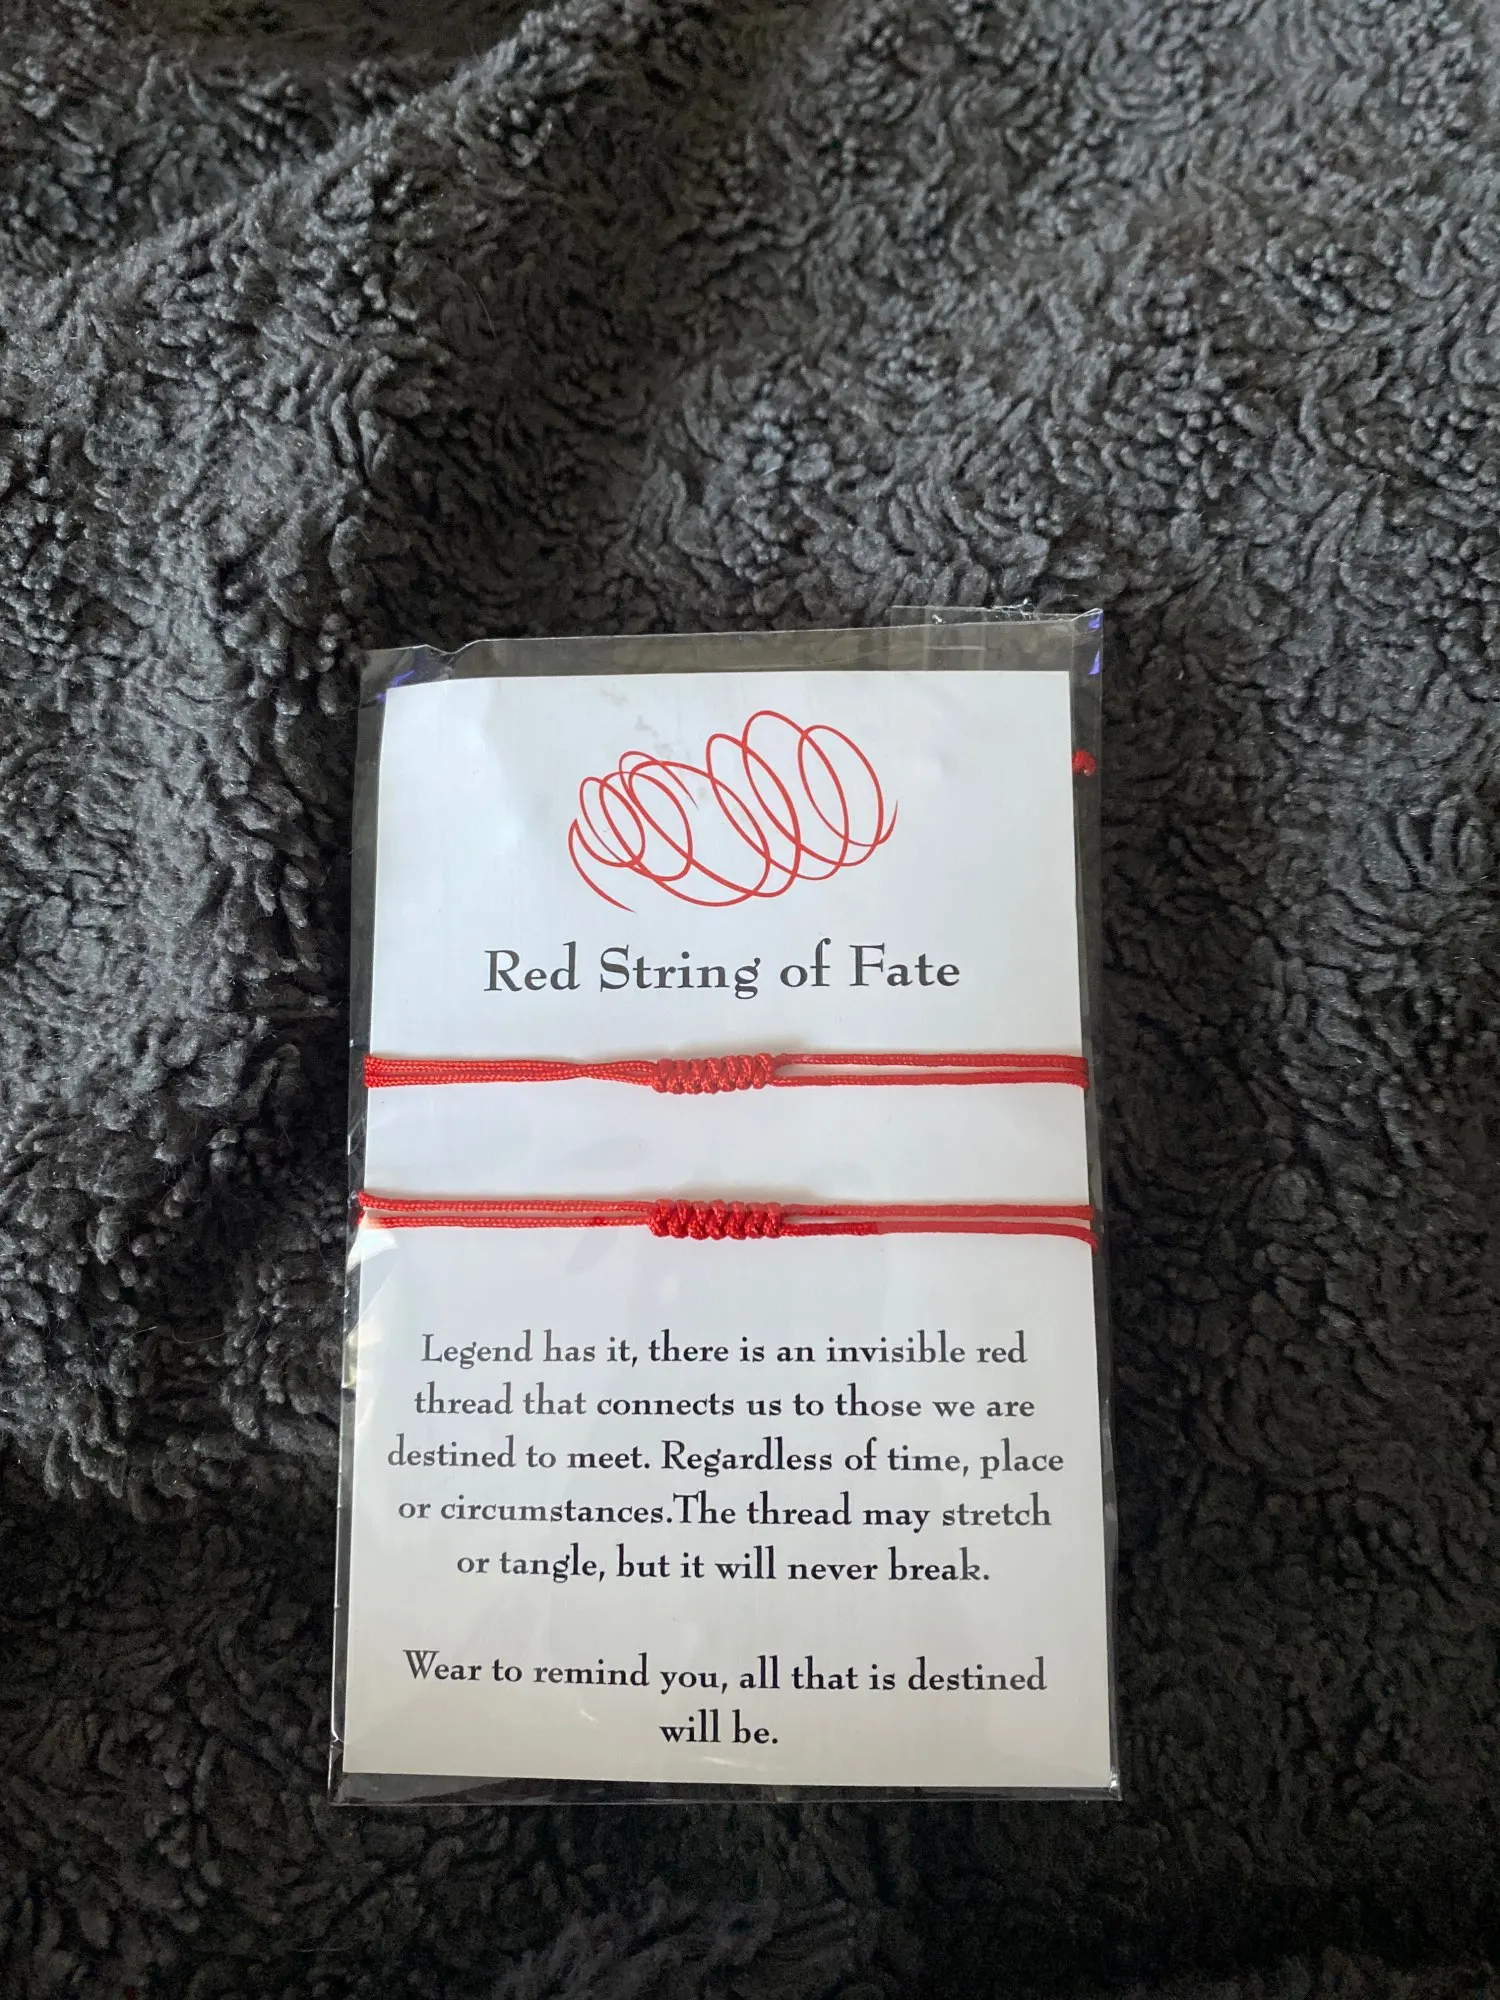 Red String of Fate
Legend has it, there is an invisible red
thread that connects us to those we are
destined to meet. Regardless of time, place
or circumstances.The thread may stretch
or tangle, but it will never break.
Wear to remind you, all that is destined
will be.